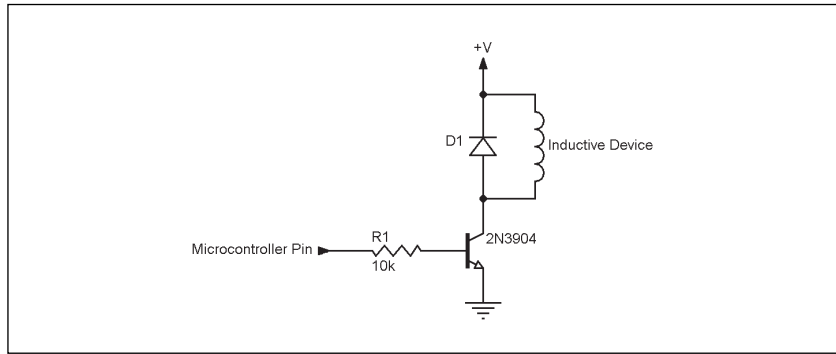 +V
D1
Inductive Device
2N3904
R1
Microcontroller Pin
10k